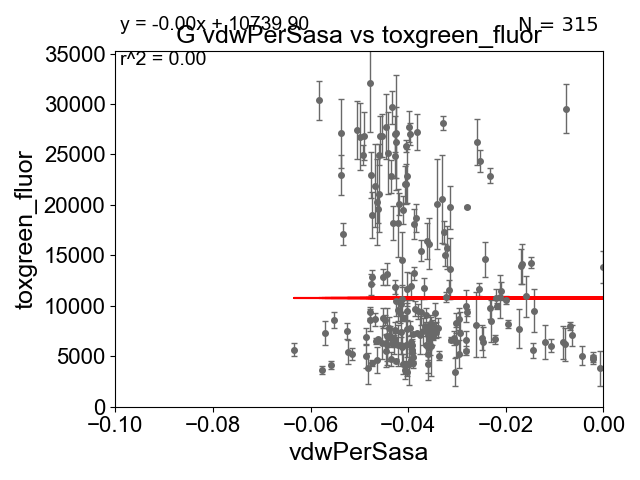 y = -0.00x + 10739.90
N = 315
G vdwPerSasa vs toxgreen_fluor
r^2 = 0.00
35000
30000
25000
20000
15000
10000
5000
0
toxgreen_fluor
−0.10 −0.08 −0.06 −0.04 −0.02 0.00
vdwPerSasa